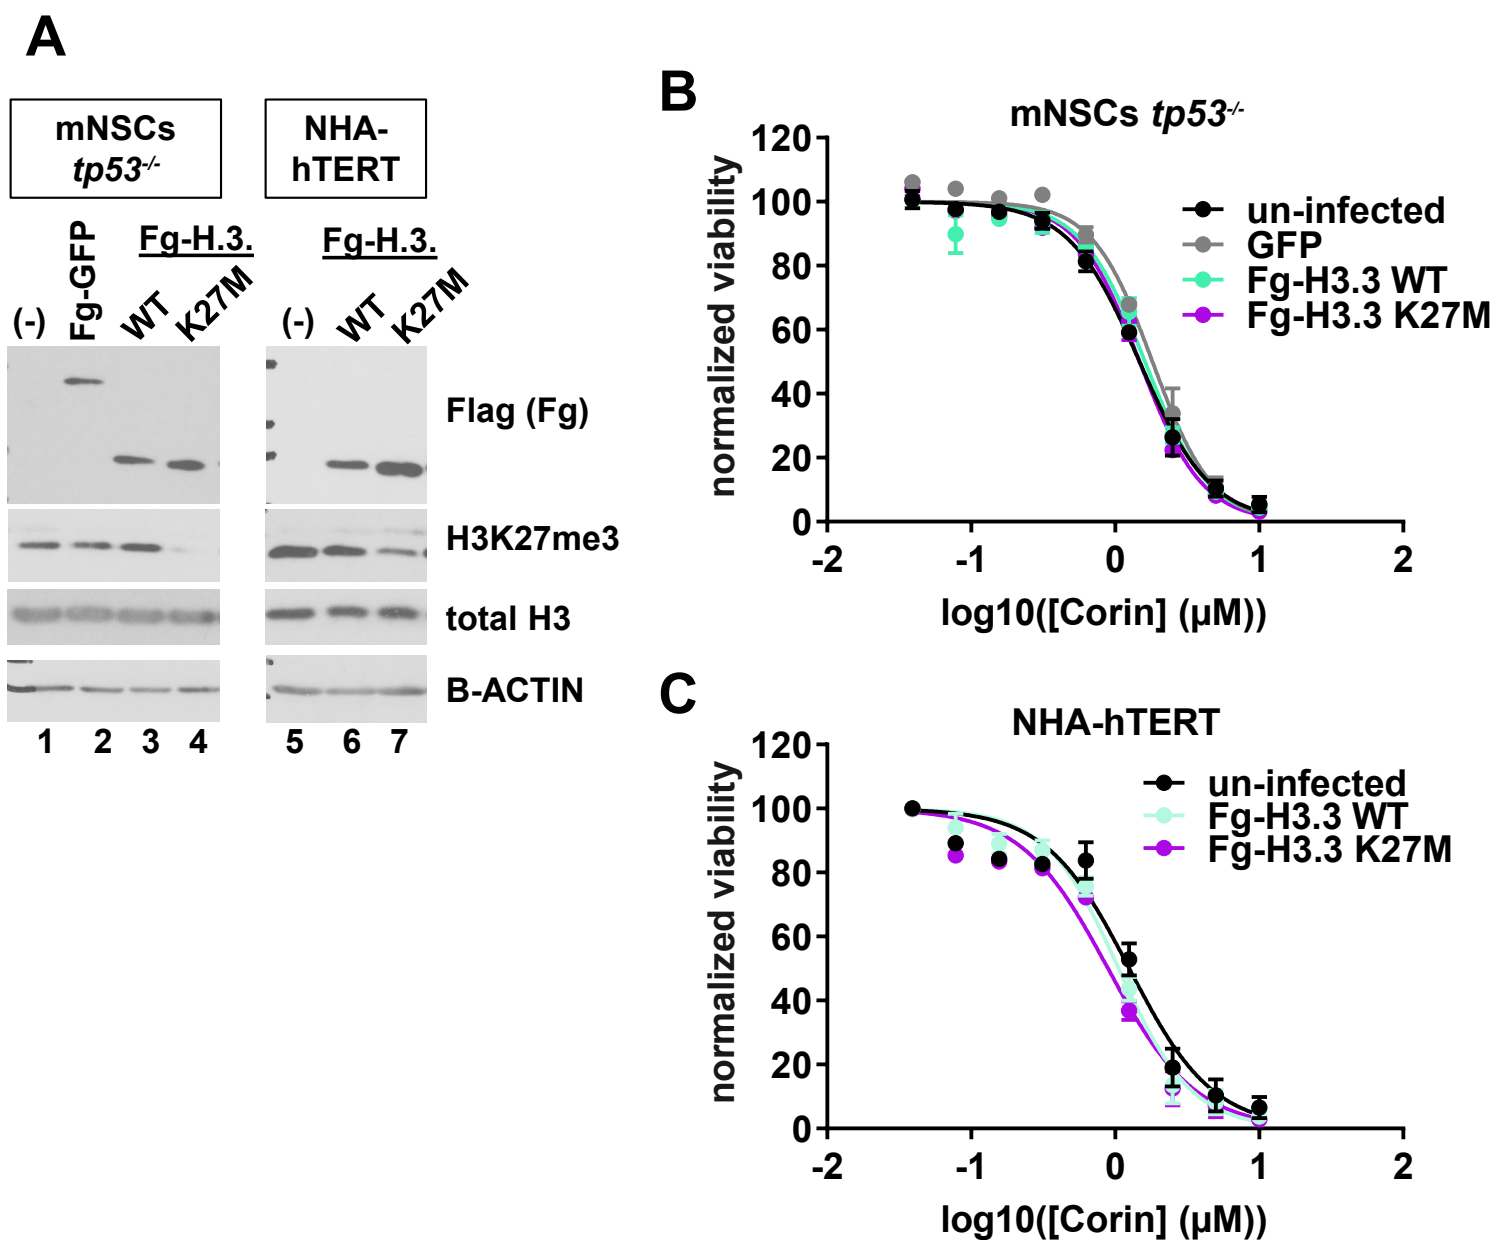 A
mNSCs
tp53-/-
NHA-
hTERT
Fg-GFP
Fg-H.3.
Fg-H.3.
(-)
WT
K27M
(-)
WT
K27M
Flag (Fg)
H3K27me3
total H3
B-ACTIN
1 2 3 4 5 6 7
B
mNSCs tp53-/-
normalized viability
120
100
80
60
40
20
0
-2 -1 0 1 2
log10([Corin] (µM))
un-infected
GFP
Fg-H3.3 WT
Fg-H3.3 K27M
C
NHA-hTERT
normalized viability
120
100
80
60
40
20
0
-2 -1 0 1 2
log10([Corin] (µM))
un-infected
Fg-H3.3 WT
Fg-H3.3 K27M